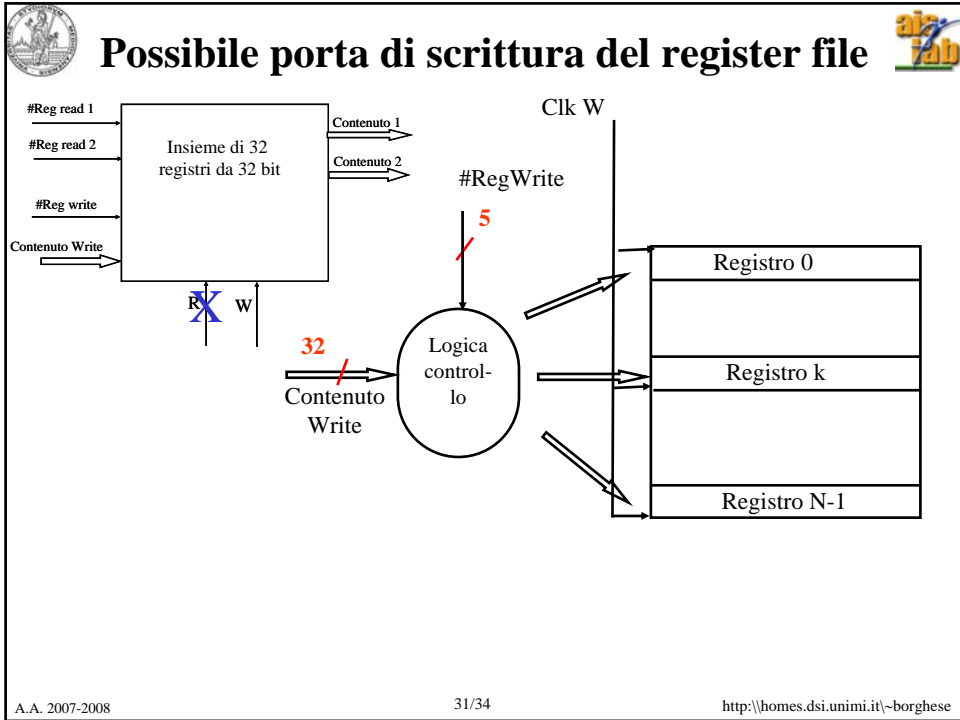 Possibile porta di scrittura del register file
#Reg read 1
#Reg read 2
#Reg write
Contenuto Write
Insieme di 32
registri da 32 bit
Contenuto 1
Contenuto 2
R
X
W
Clk W
#RegWrite
5
32
Contenuto
Write
Logica
control-
lo
Registro 0
Registro k
Registro N-1
A.A. 2007-2008
31/34
http:\\homes.dsi.unimi.it\~borghese